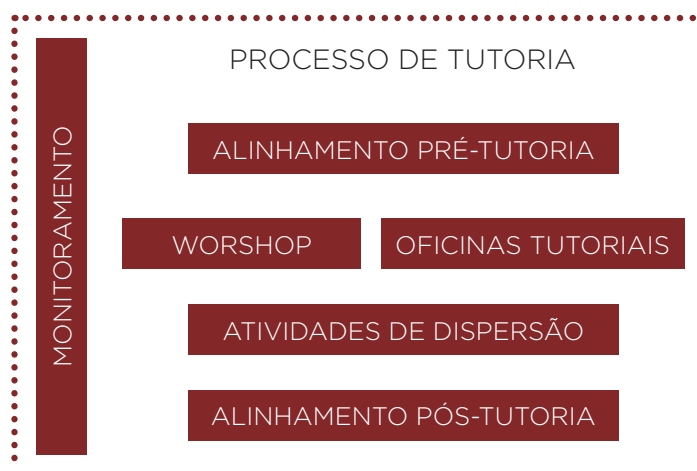 PROCESSO DE TUTORIA
MONITORAMENTO
ALINHAMENTO PRÉ-TUTORIA
WORSHOP
OFICINAS TUTORIAIS
ATIVIDADES DE DISPERSÃO
ALINHAMENTO PÓS-TUTORIA